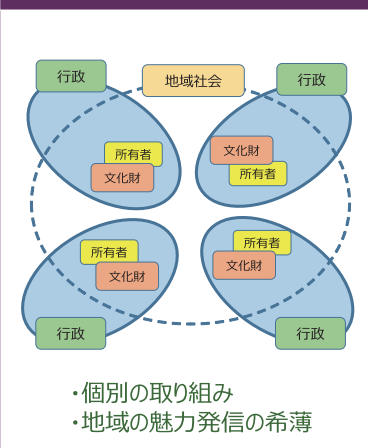 行政
地域社会
行政
所有者
文化財
文化財
所有者
所有者
文化財
所有者
文化財
行政
行政
・個別の取り組み
・地域の魅力発信の希薄